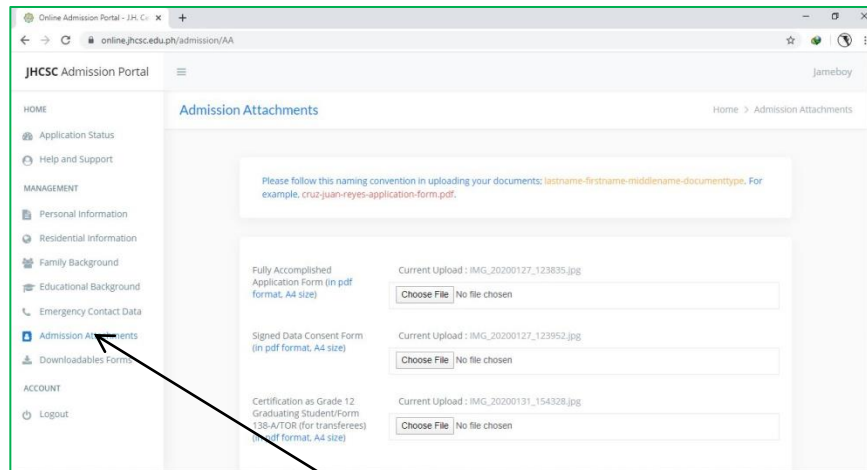 Online Admission Portal - J.H. Ce
online.jhcsc.edu.ph/admission/AA
JHCSC Admission Portal
Jameboy
HOME
Application Status
Help and Support
MANAGEMENT
Personal Information
Residential Information
Family Background
Educational Background
Emergency Contact Data
Admission Attachments
Downloadables Forms
ACCOUNT
Logout
Admission Attachments
Home > Admission Attachments
Please follow this naming convention in uploading your documents: lastname-firstname-middlename-documenttype. For
example, cruz-juan-reyes-application-form.pdf.
Fully Accomplished
Application Form (in pdf
format, A4 size)
Current Upload : IMG_20200127_123835.jpg
Choose File No file chosen
Signed Data Consent Form
(in pdf format, A4 size)
Current Upload : IMG_20200127_123952.jpg
Choose File No file chosen
Certification as Grade 12
Graduating Student/Form
138-A/TOR (for transferees)
(in pdf format, A4 size)
Current Upload : IMG_20200131_154328.jpg
Choose File No file chosen